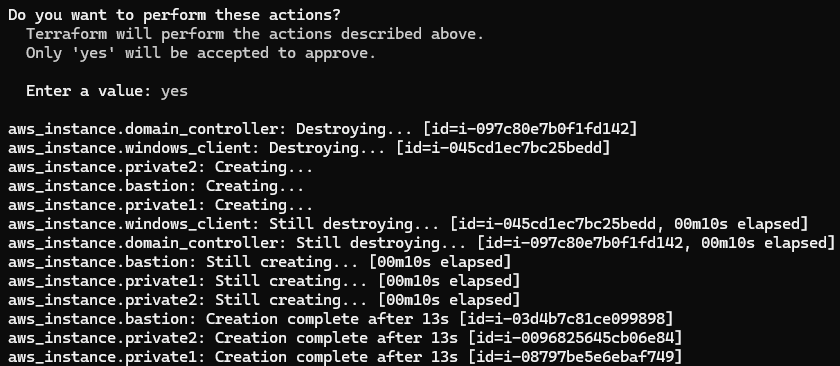 Do you want to perform these actions?
Terraform will perform the actions described above.
Only 'yes' will be accepted to approve.
Enter a value: yes
aws_instance.domain_controller: Destroying... [id=i-097c80e7b0f1fd142]
aws_instance.windows_client: Destroying... [id=i-045cd1ec7bc25bedd]
aws_instance.private2: Creating...
aws_instance.bastion: Creating...
aws_instance.private1: Creating...
aws_instance.windows_client: Still destroying... [id=i-045cd1ec7bc25bedd, 00m10s elapsed]
aws_instance.domain_controller: Still destroying... [id=i-097c80e7b0f1fd142, 00m10s elapsed]
aws_instance.bastion: Still creating... [00m10s elapsed]
aws_instance.private1: Still creating... [00m10s elapsed]
aws_instance.private2: Still creating... [00m10s elapsed]
aws_instance.bastion: Creation complete after 13s [id=i-03d4b7c81ce099898]
aws_instance.private2: Creation complete after 13s [id=i-0096825645cb06e84]
aws_instance.private1: Creation complete after 13s [id=i-08797be5e6ebaf749]